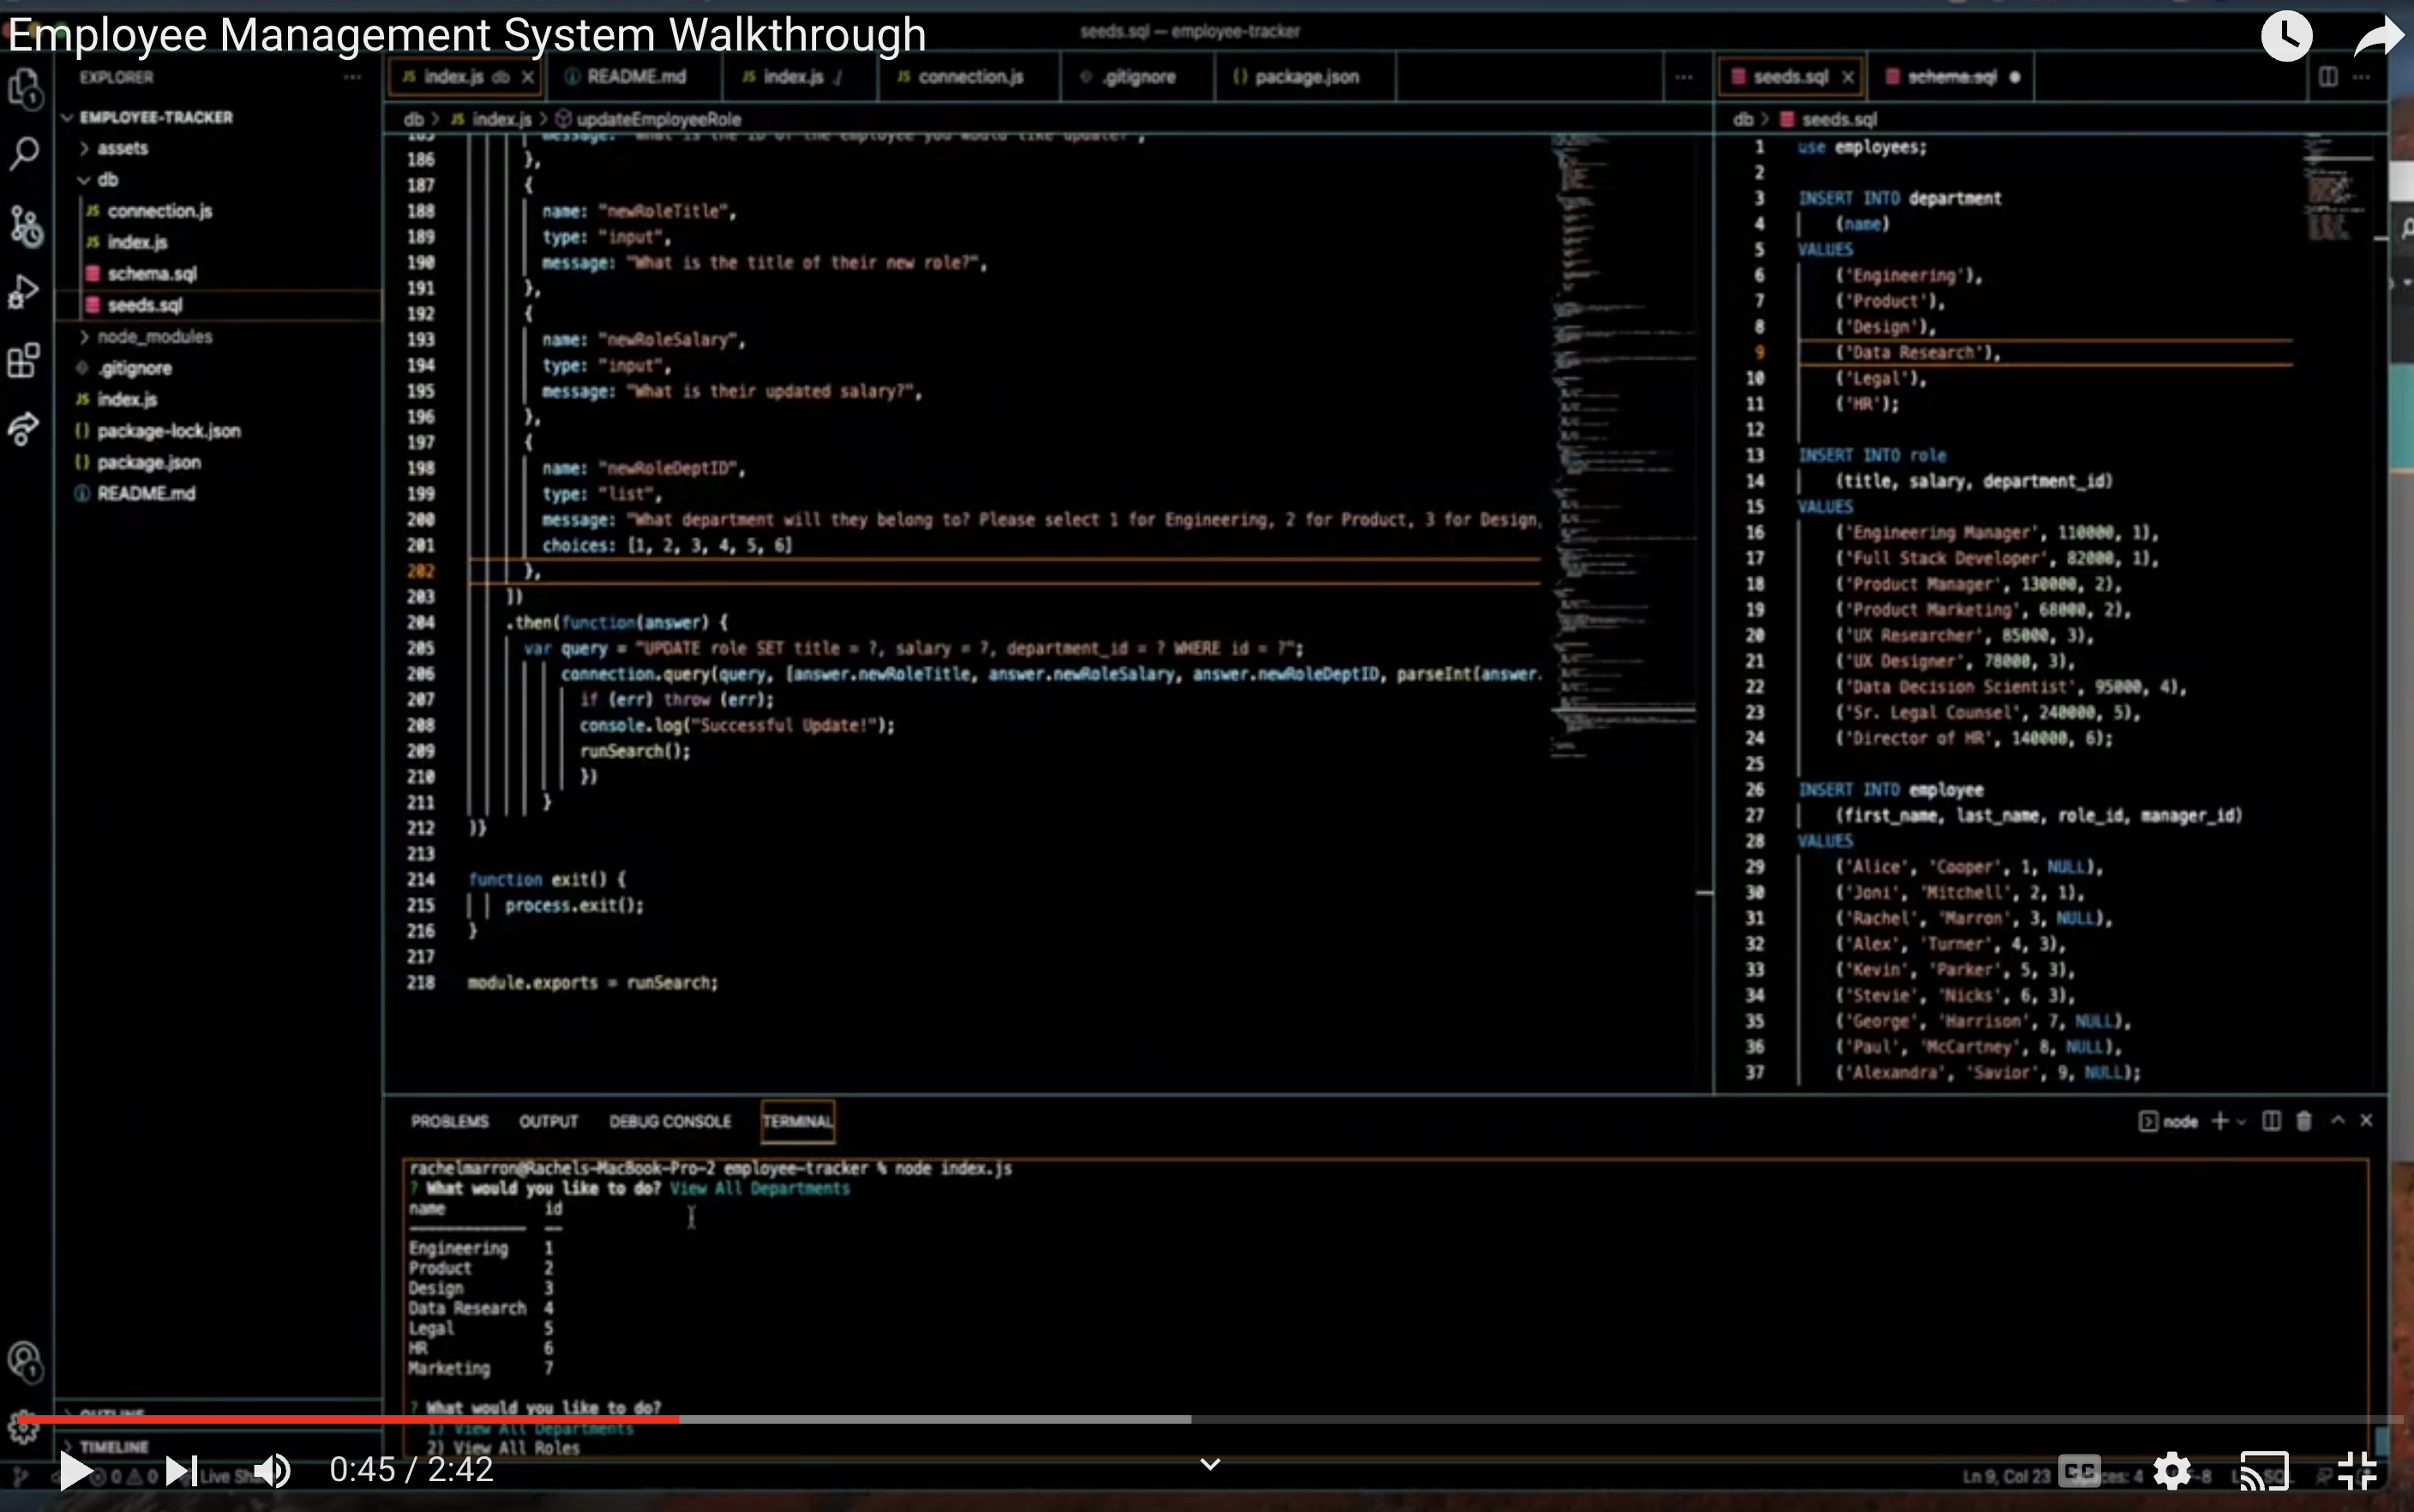 Employee Management System Walkthrough
seeds.sql — employee-tracker
EXPLORER
EMPLOYEE-TRACKER
assets
db
JS connection.js
JS index.js
schema.sql
seeds.sql
node_modules
.gitignore
JS index.js
{} package-lock.json
{} package.json
README.md
OUTLINE
TIMELINE
JS index.js db
README.md
JS index.js ./
JS connection.js
.gitignore
{} package.json
db > JS index.js > updateEmployeeRole
185 message: "What is the ID of the employee you would like update?",
186 },
187 {
188 name: "newRoleTitle",
189 type: "input",
190 message: "What is the title of their new role?",
191 },
192 {
193 name: "newRoleSalary",
194 type: "input",
195 message: "What is their updated salary?",
196 },
197 {
198 name: "newRoleDeptID",
199 type: "list",
200 message: "What department will they belong to? Please select 1 for Engineering, 2 for Product, 3 for Design,
201 choices: [1, 2, 3, 4, 5, 6]
202 },
203 ])
204 .then(function(answer) {
205 var query = "UPDATE role SET title = ?, salary = ?, department_id = ? WHERE id = ?";
206 connection.query(query, [answer.newRoleTitle, answer.newRoleSalary, answer.newRoleDeptID, parseInt(answer.
207 if (err) throw (err);
208 console.log("Successful Update!");
209 runSearch();
210 })
211 }
212 )}
213
214 function exit() {
215 process.exit();
216 }
217
218 module.exports = runSearch;
seeds.sql
schema.sql
db > seeds.sql
1 use employees;
2
3 INSERT INTO department
4 (name)
5 VALUES
6 ('Engineering'),
7 ('Product'),
8 ('Design'),
9 ('Data Research'),
10 ('Legal'),
11 ('HR');
12
13 INSERT INTO role
14 (title, salary, department_id)
15 VALUES
16 ('Engineering Manager', 110000, 1),
17 ('Full Stack Developer', 82000, 1),
18 ('Product Manager', 130000, 2),
19 ('Product Marketing', 68000, 2),
20 ('UX Researcher', 85000, 3),
21 ('UX Designer', 78000, 3),
22 ('Data Decision Scientist', 95000, 4),
23 ('Sr. Legal Counsel', 240000, 5),
24 ('Director of HR', 140000, 6);
25
26 INSERT INTO employee
27 (first_name, last_name, role_id, manager_id)
28 VALUES
29 ('Alice', 'Cooper', 1, NULL),
30 ('Joni', 'Mitchell', 2, 1),
31 ('Rachel', 'Marron', 3, NULL),
32 ('Alex', 'Turner', 4, 3),
33 ('Kevin', 'Parker', 5, 3),
34 ('Stevie', 'Nicks', 6, 3),
35 ('George', 'Harrison', 7, NULL),
36 ('Paul', 'McCartney', 8, NULL),
37 ('Alexandra', 'Savior', 9, NULL);
PROBLEMS OUTPUT DEBUG CONSOLE TERMINAL
node
rachelmarron@Rachels-MacBook-Pro-2 employee-tracker % node index.js
? What would you like to do? View All Departments
name id
Engineering 1
Product 2
Design 3
Data Research 4
Legal 5
HR 6
Marketing 7
? What would you like to do?
1) View All Departments
2) View All Roles
0:45 / 2:42
0 0 Live
Ln 9, Col 23
CC